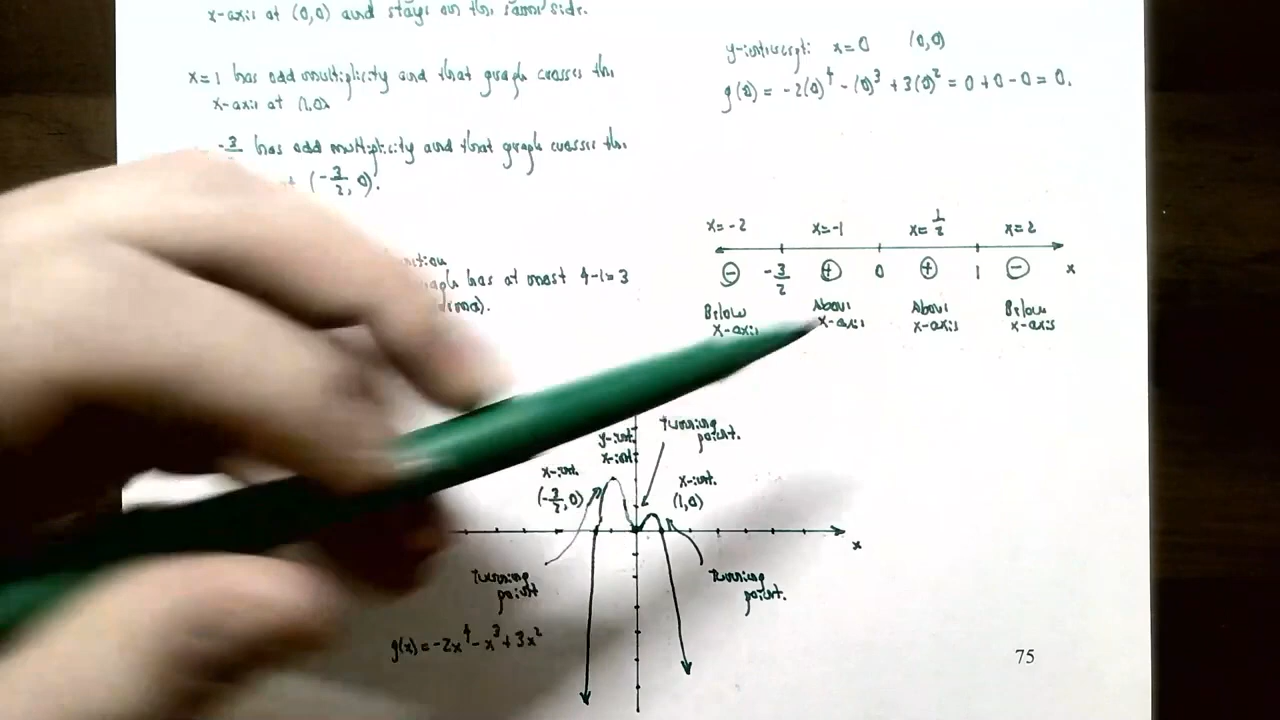 x-axis at (0,0) and stays on the same side.
x=1 has odd multiplicity and that graph crosses the
x-axis at (1,0)
-3/ has odd multiplicity and that graph crosses the
(-3/2, 0).
graph has at most 4-1=3
y-intercept: x=0 (0,0)
g(0) = -2(0)^4 - (0)^3 + 3(0)^2 = 0+0-0=0.
x=-2 x=-1 x=1/2 x=2
⊖ -3/2 ⊕ 0 ⊕ 1 ⊖ x
Below Above Above Below
x-axis x-axis x-axis x-axis
y-int. turning
x-int point.
x-int. x-int.
(-3/2, 0) (1,0)
x
turning turning
point point.
g(x) = -2x^4 - x^3 + 3x^2
75